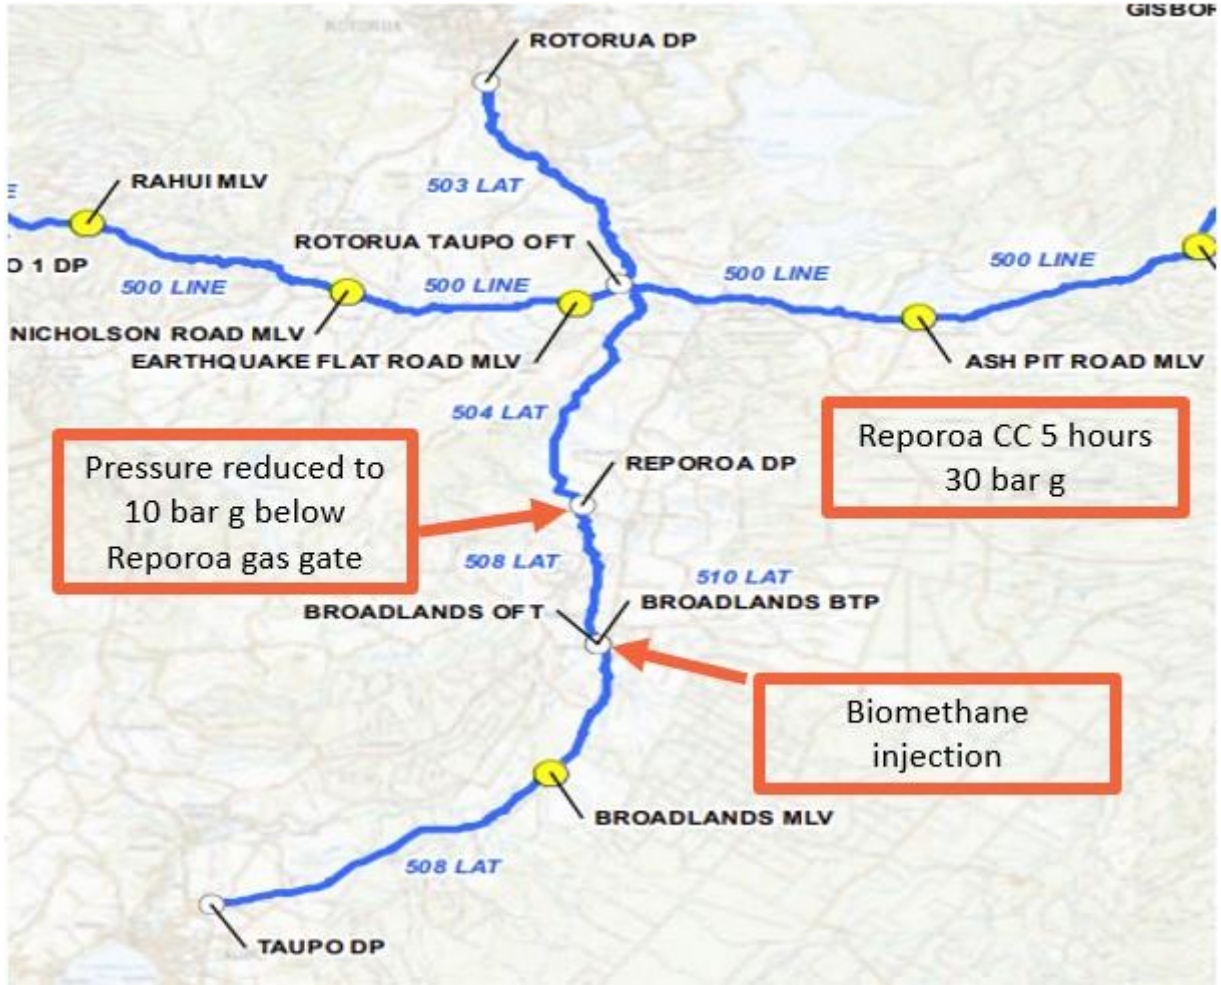 GISBOR
ROTORUA
ROTORUA DP
RAHUI MLV
503 LAT
E
ROTORUA TAUPO OFT
O 1 DP
500 LINE
500 LINE
500 LINE
500 LINE
NICHOLSON ROAD MLV
EARTHQUAKE FLAT ROAD MLV
ASH PIT ROAD MLV
504 LAT
Pressure reduced to
10 bar g below
Reporoa gas gate
REPOROA DP
Reporoa CC 5 hours
30 bar g
508 LAT
510 LAT
BROADLANDS OFT
BROADLANDS BTP
Biomethane
injection
BROADLANDS MLV
508 LAT
TAUPO DP